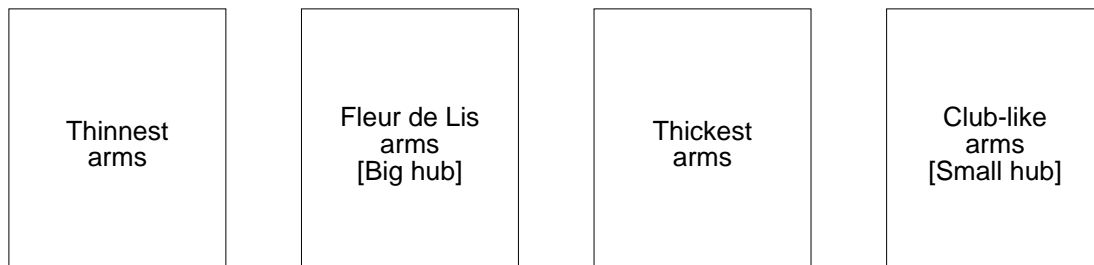 Thinnest
arms
Fleur de Lis
arms
[Big hub]
Thickest
arms
Club-like
arms
[Small hub]